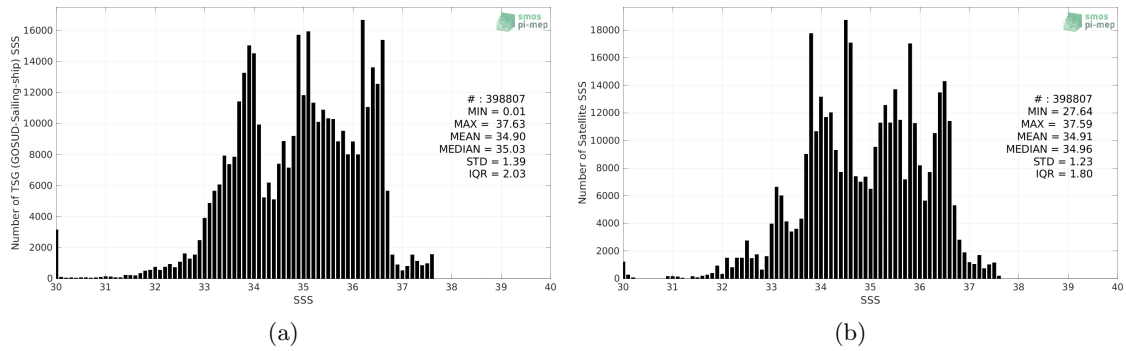 16000
14000
12000
10000
8000
6000
4000
2000
0
Number of TSG (GOSUD-Sailing-ship) SSS
30 31 32 33 34 35 36 37 38 39 40
SSS
smos
pi-mep
# : 398807
MIN = 0.01
MAX = 37.63
MEAN = 34.90
MEDIAN = 35.03
STD = 1.39
IQR = 2.03
(a)
18000
16000
14000
12000
10000
8000
6000
4000
2000
0
Number of Satellite SSS
30 31 32 33 34 35 36 37 38 39 40
SSS
smos
pi-mep
# : 398807
MIN = 27.64
MAX = 37.59
MEAN = 34.91
MEDIAN = 34.96
STD = 1.23
IQR = 1.80
(b)